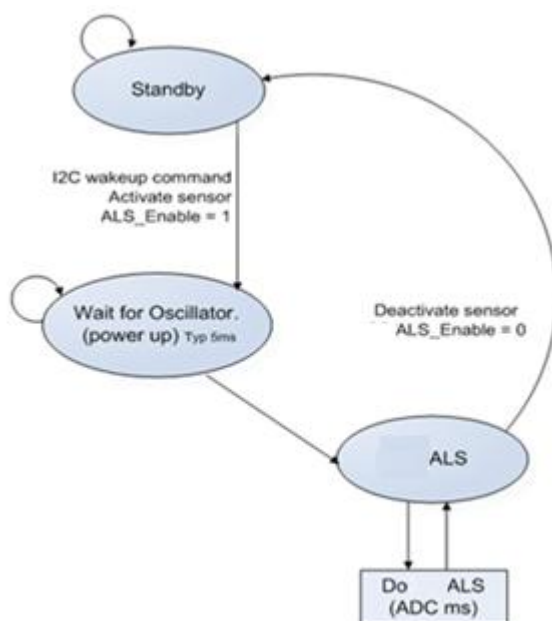 Standby
I2C wakeup command
Activate sensor
ALS_Enable = 1
Wait for Oscillator.
(power up) Typ 5ms
Deactivate sensor
ALS_Enable = 0
ALS
Do ALS
(ADC ms)